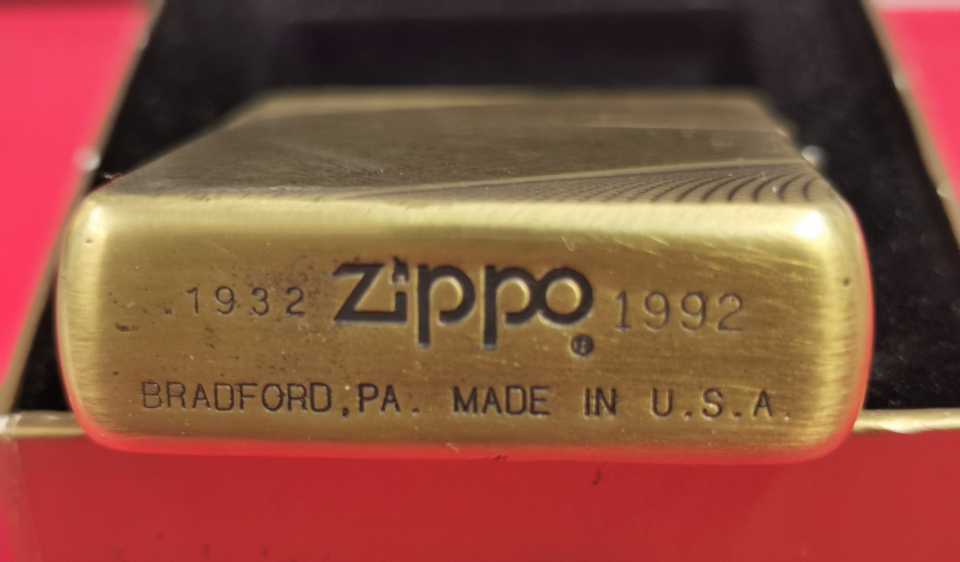 1932 Zippo® 1992
BRADFORD,PA. MADE IN U.S.A.